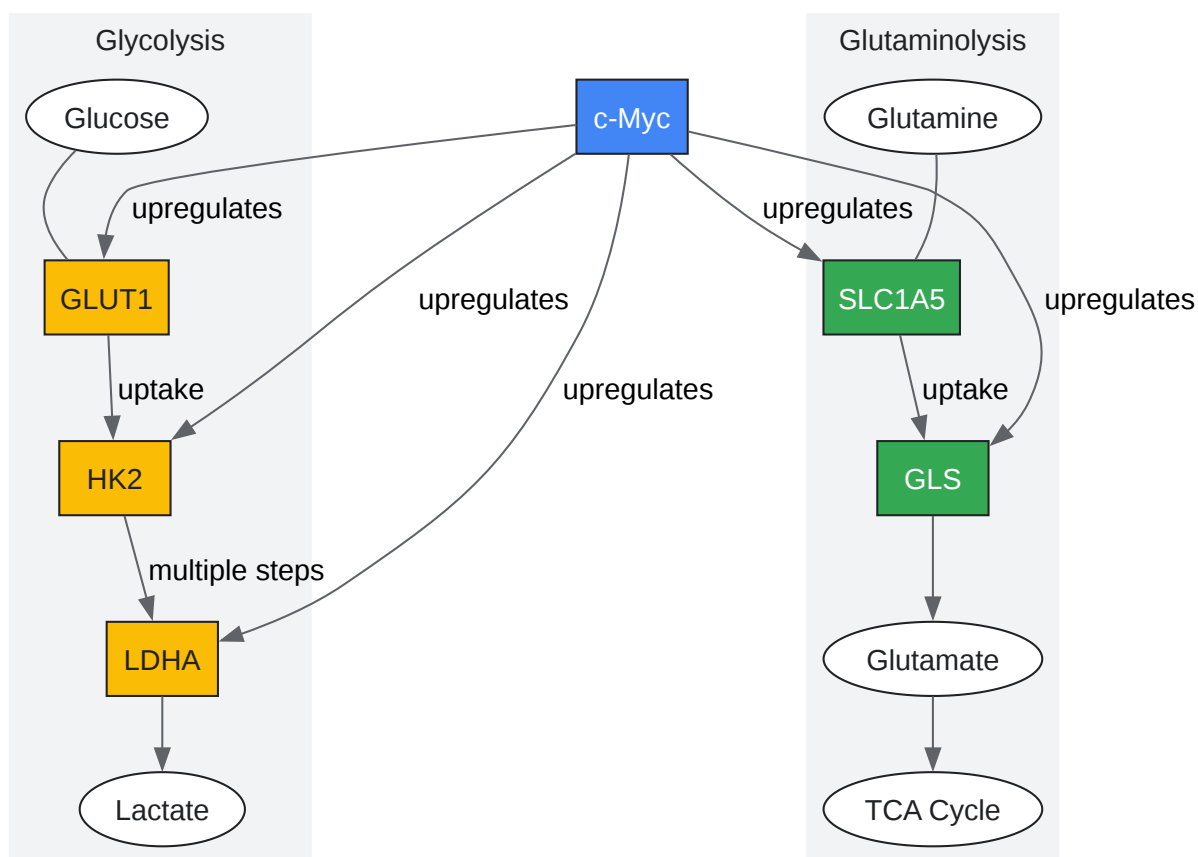 Glycolysis
Glutaminolysis
Glucose
c-Myc
Glutamine
upregulates
upregulates
GLUT1
upregulates
SLC1A5
upregulates
uptake
upregulates
uptake
HK2
GLS
multiple steps
LDHA
Glutamate
Lactate
TCA Cycle